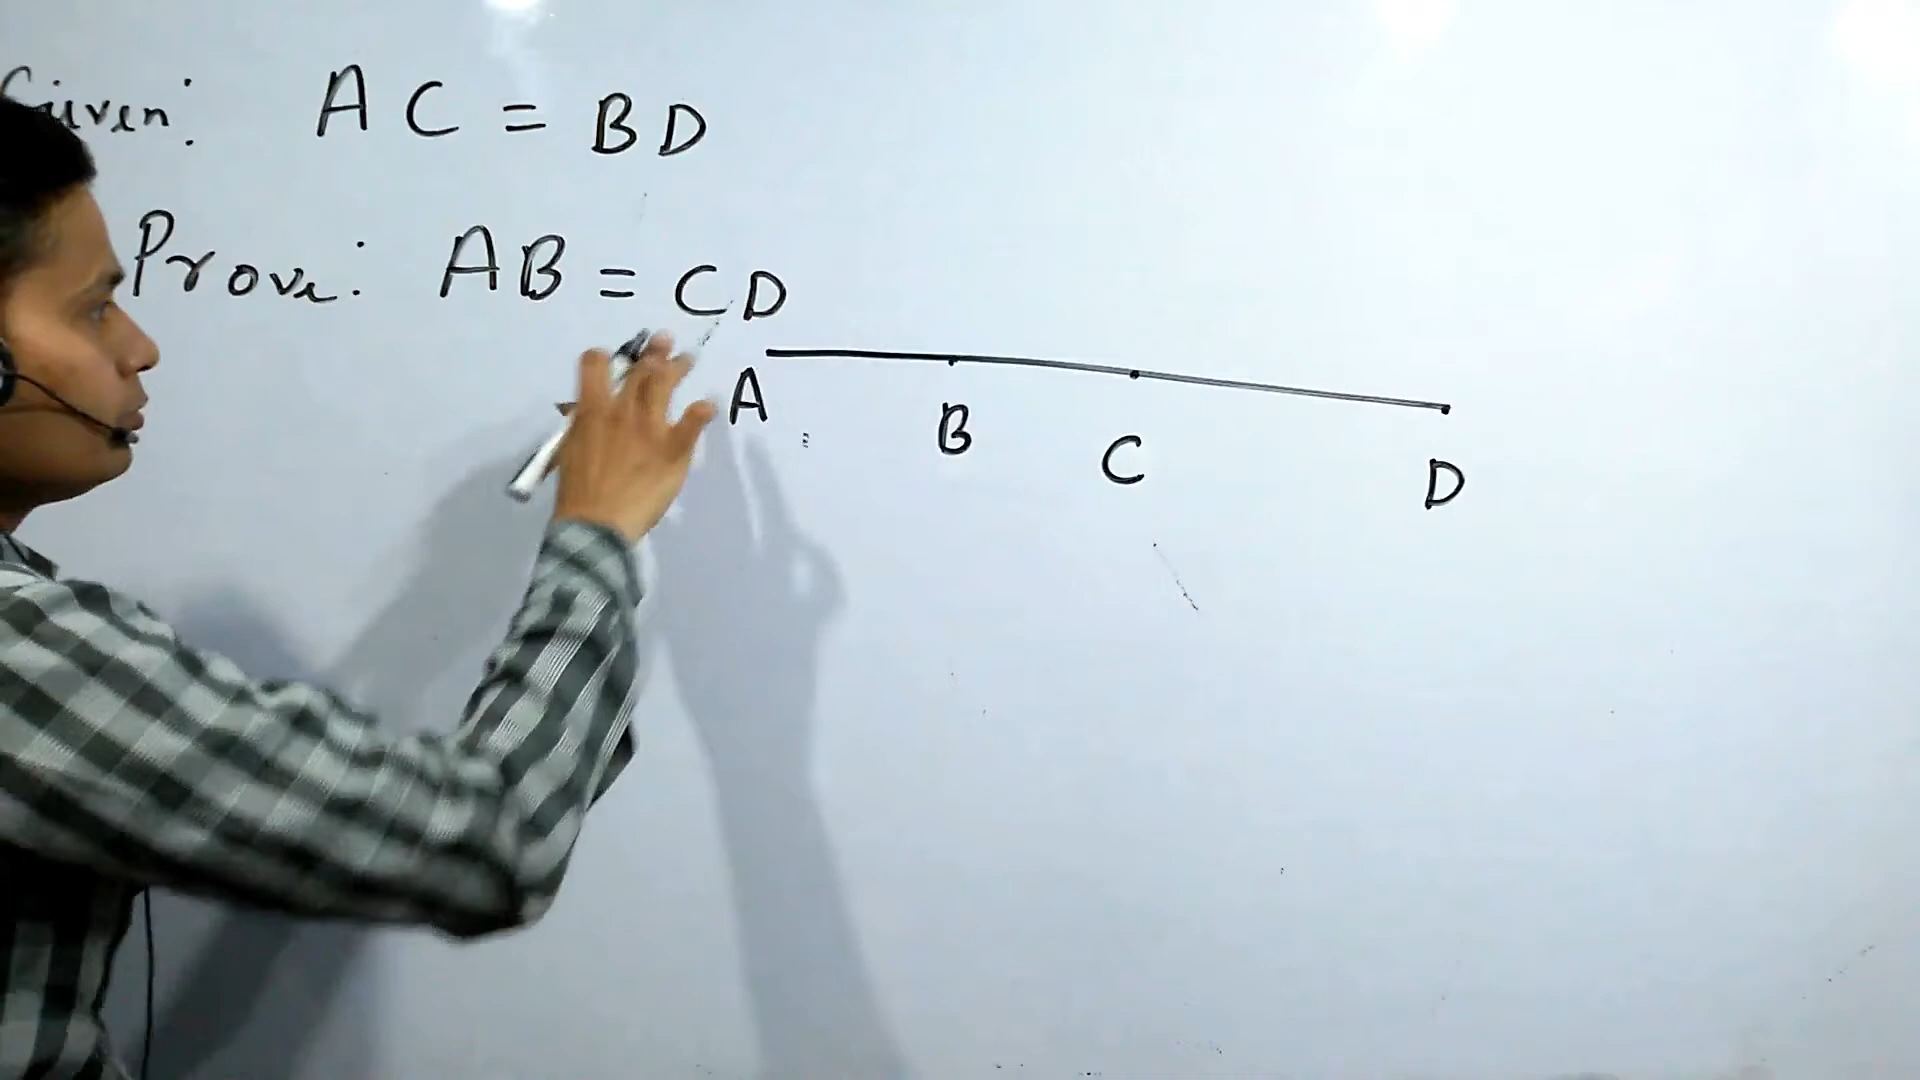 Given: AC = BD
Prove: AB = CD
A B C D